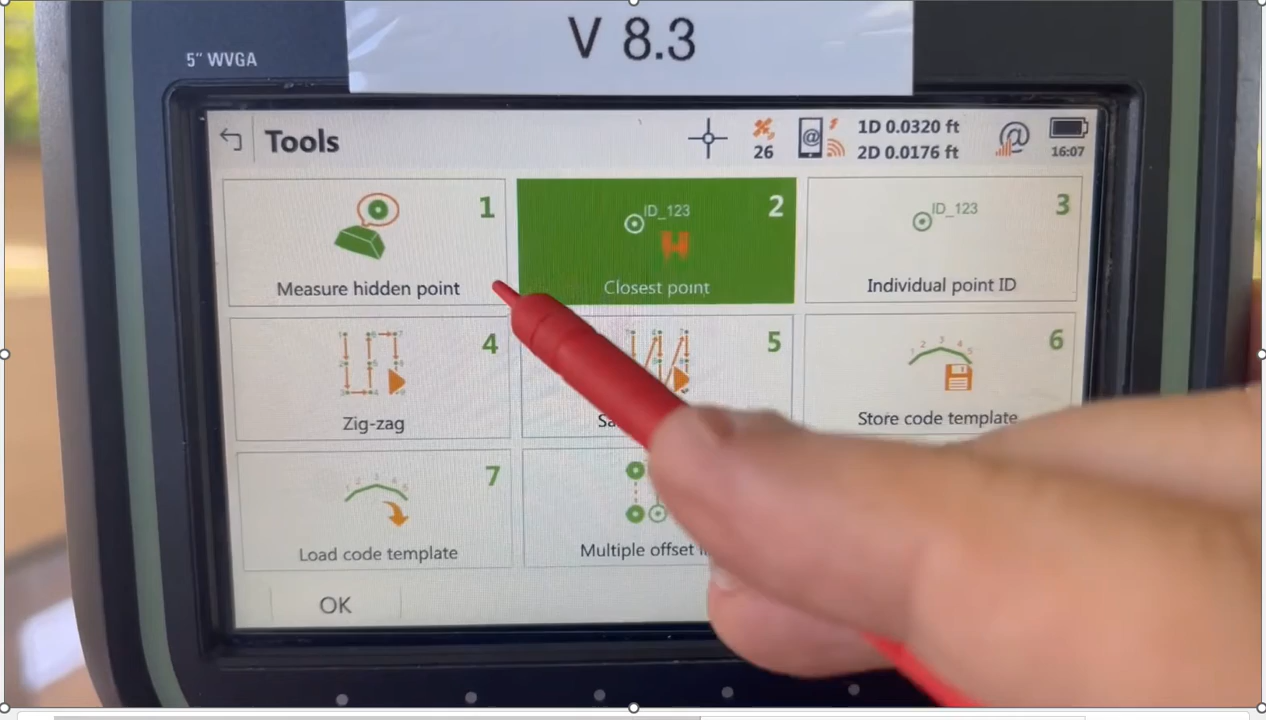 V 8.3
5" WVGA
Tools
26
@
1D 0.0320 ft
2D 0.0176 ft
@
16:07
1
Measure hidden point
ID_123
2
Closest point
ID_123
3
Individual point ID
4
Zig-zag
5
6
Store code template
7
Load code template
Multiple offset
OK